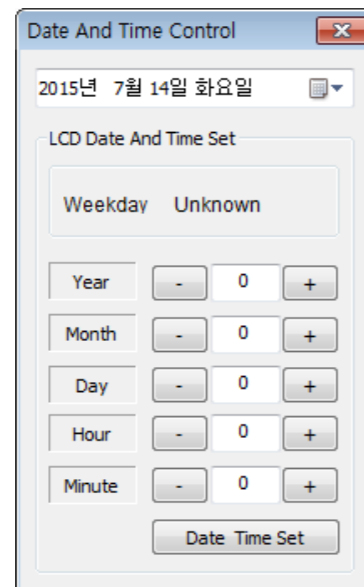 Date And Time Control
2015년 7월 14일 화요일
LCD Date And Time Set
Weekday Unknown
Year - 0 +
Month - 0 +
Day - 0 +
Hour - 0 +
Minute - 0 +
Date Time Set